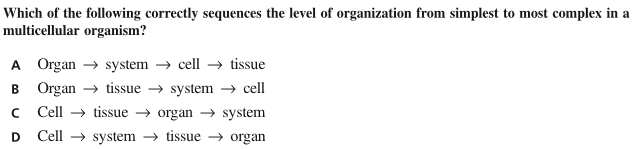 Which of the following correctly sequences the level of organization from simplest to most complex in a
multicellular organism?
A Organ → system → cell → tissue
B Organ → tissue → system → cell
C Cell → tissue → organ → system
D Cell → system → tissue → organ